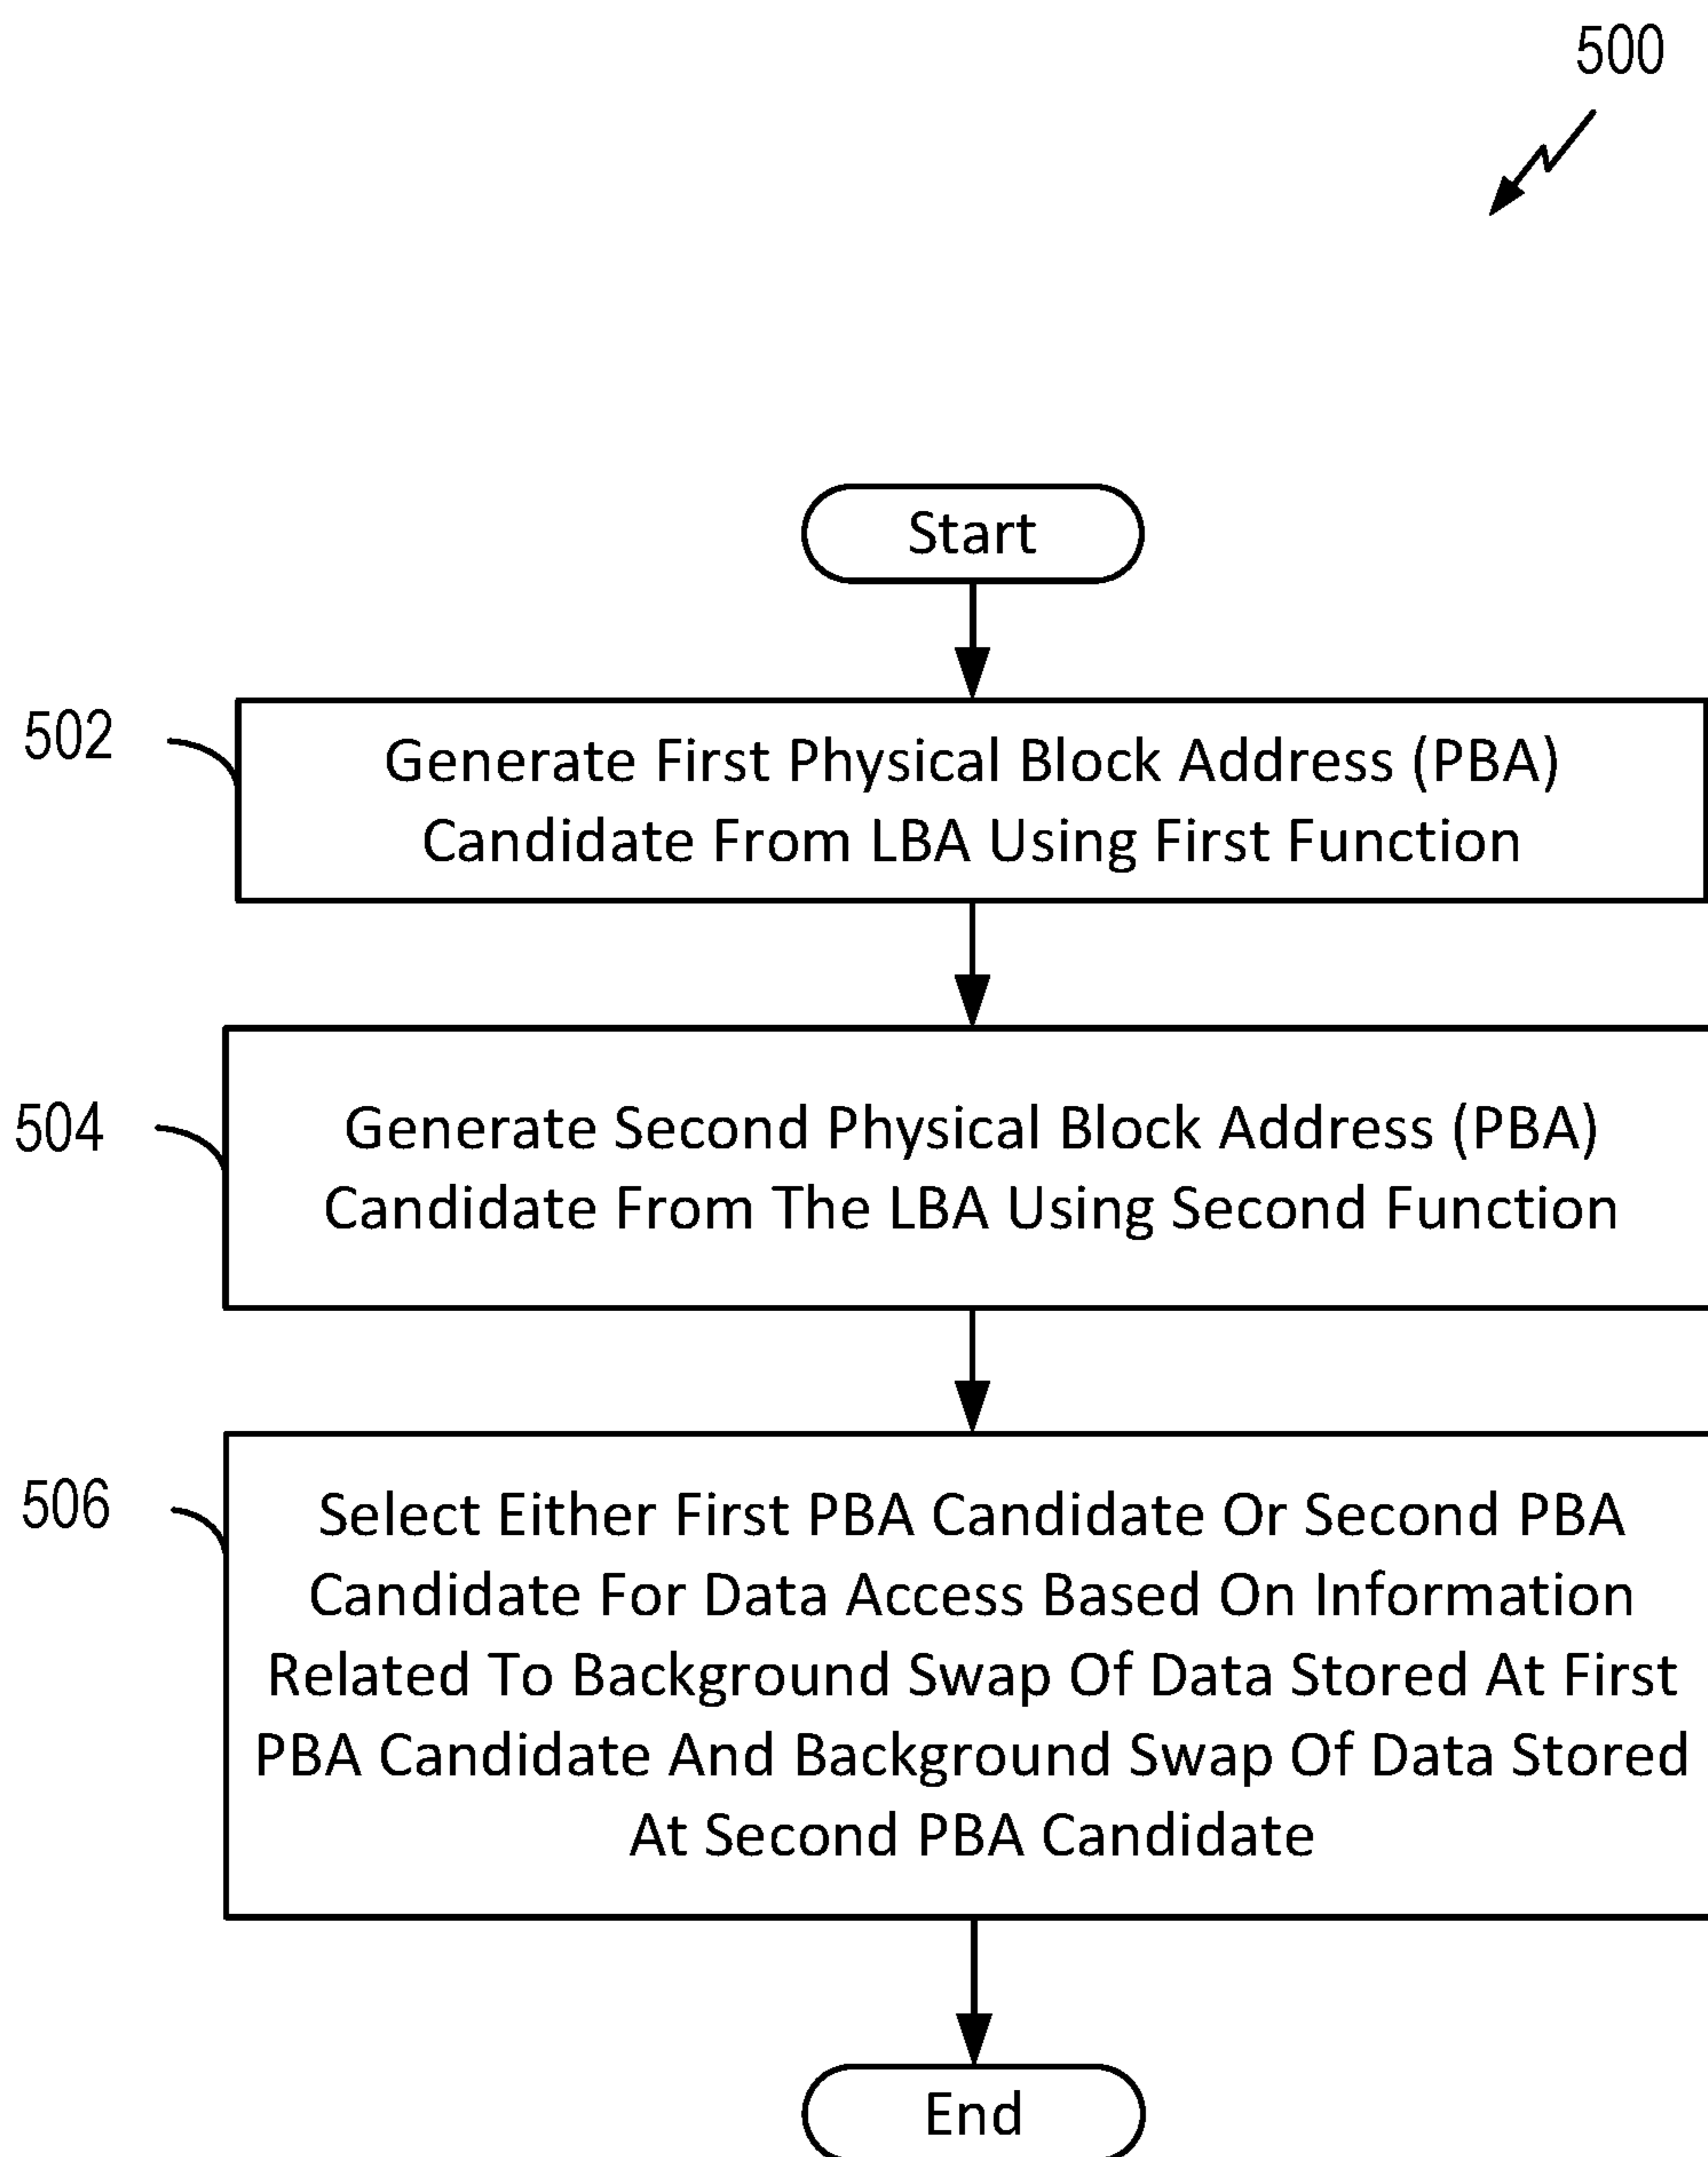 500
Start
502
Generate First Physical Block Address (PBA)
Candidate From LBA Using First Function
504
Generate Second Physical Block Address (PBA)
Candidate From The LBA Using Second Function
506
Select Either First PBA Candidate Or Second PBA
Candidate For Data Access Based On Information
Related To Background Swap Of Data Stored At First
PBA Candidate And Background Swap Of Data Stored
At Second PBA Candidate
End